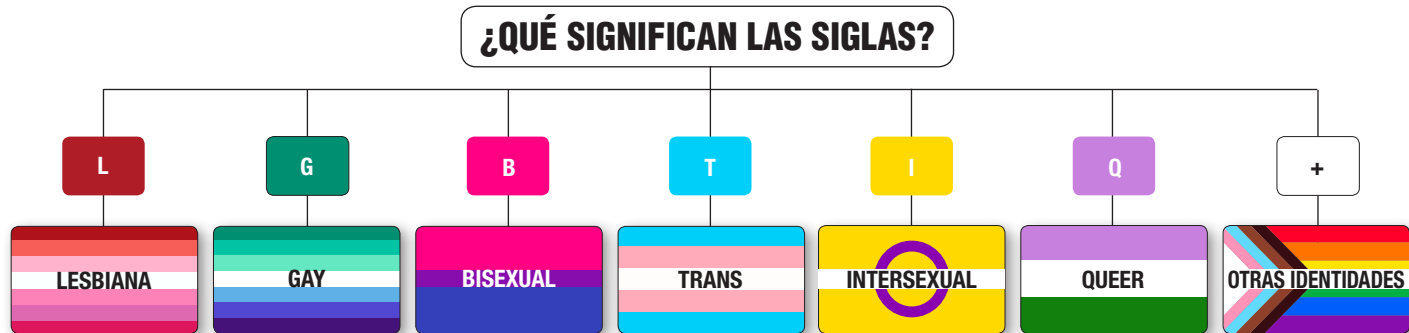 ¿QUÉ SIGNIFICAN LAS SIGLAS?
L
G
B
T
I
Q
+
LESBIANA
GAY
BISEXUAL
TRANS
INTERSEXUAL
QUEER
OTRAS IDENTIDADES